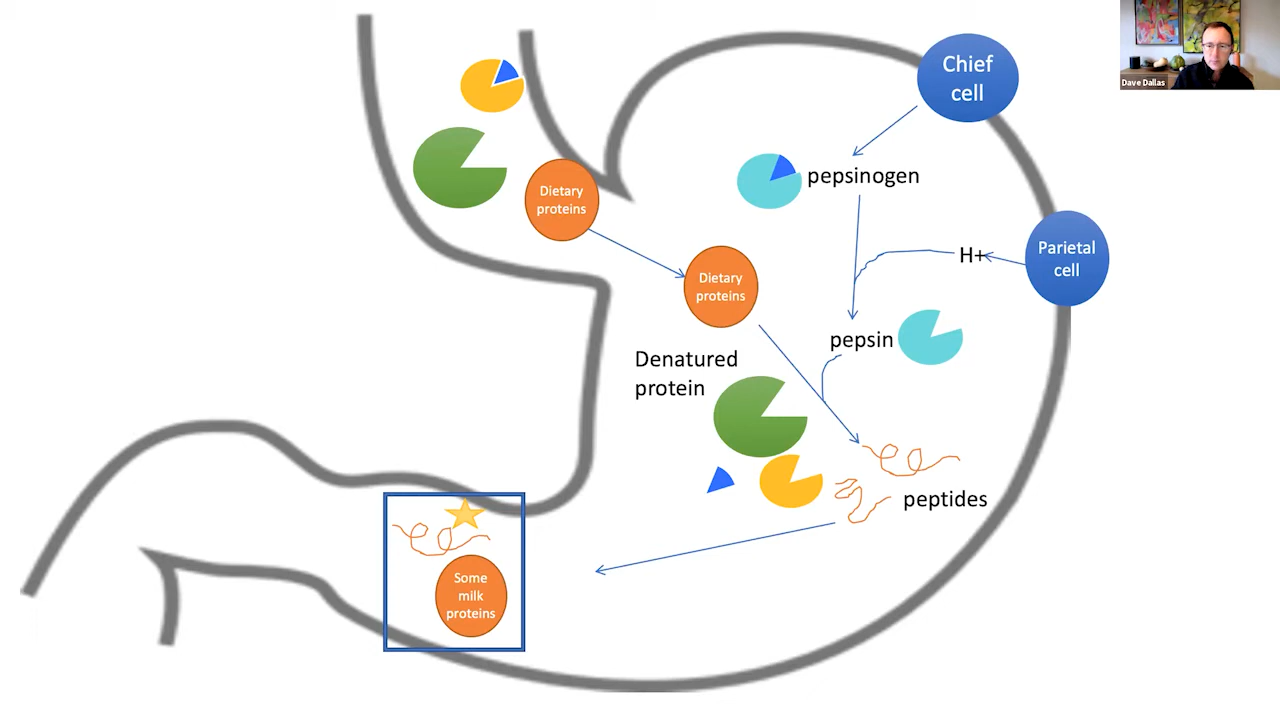 Chief
cell
Dave Dallas
pepsinogen
Dietary
proteins
Parietal
cell
H+
Dietary
proteins
pepsin
Denatured
protein
peptides
Some
milk
proteins